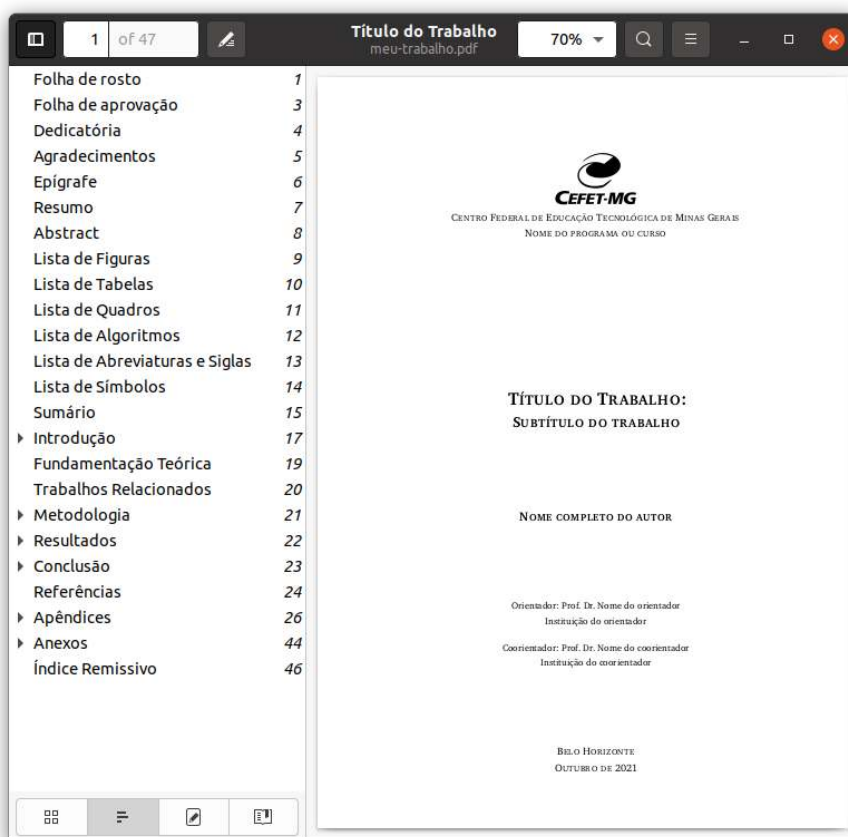 1 of 47
Título do Trabalho
meu-trabalho.pdf
70%
Folha de rosto 1
Folha de aprovação 3
Dedicatória 4
Agradecimentos 5
Epígrafe 6
Resumo 7
Abstract 8
Lista de Figuras 9
Lista de Tabelas 10
Lista de Quadros 11
Lista de Algoritmos 12
Lista de Abreviaturas e Siglas 13
Lista de Símbolos 14
Sumário 15
Introdução 17
Fundamentação Teórica 19
Trabalhos Relacionados 20
Metodologia 21
Resultados 22
Conclusão 23
Referências 24
Apêndices 26
Anexos 44
Índice Remissivo 46
CEFET-MG
Centro Federal de Educação Tecnológica de Minas Gerais
Nome do programa ou curso
Título do Trabalho:
Subtítulo do trabalho
Nome completo do autor
Orientador: Prof. Dr. Nome do orientador
Instituição do orientador
Coorientador: Prof. Dr. Nome do coorientador
Instituição do coorientador
Belo Horizonte
Outubro de 2021